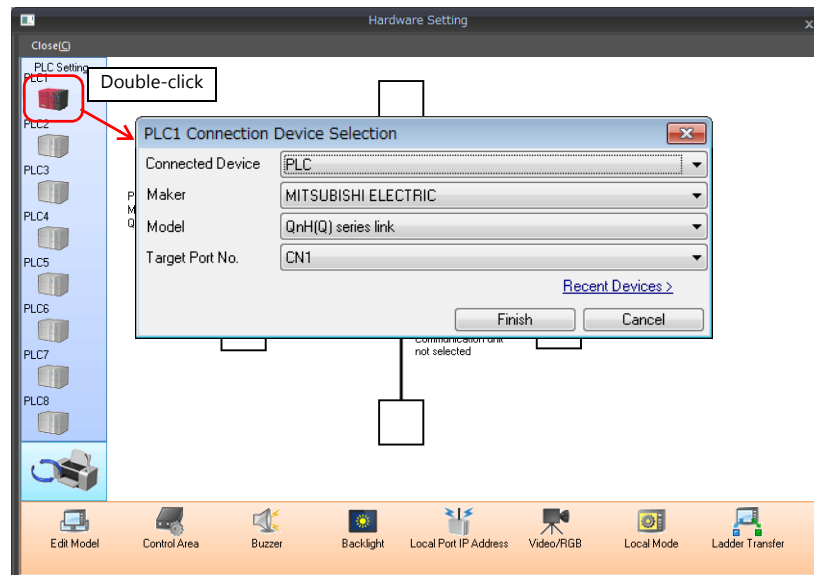 Hardware Setting
x
Close(C)
PLC Setting
PLC1
Double-click
PLC2
PLC3
PLC4
PLC5
PLC6
PLC7
PLC8
P
M
Q
PLC1 Connection Device Selection
Connected Device PLC
Maker MITSUBISHI ELECTRIC
Model QnH(Q) series link
Target Port No. CN1
Recent Devices >
Finish Cancel
Communication unit
not selected
Edit Model Control Area Buzzer Backlight Local Port IP Address Video/RGB Local Mode Ladder Transfer